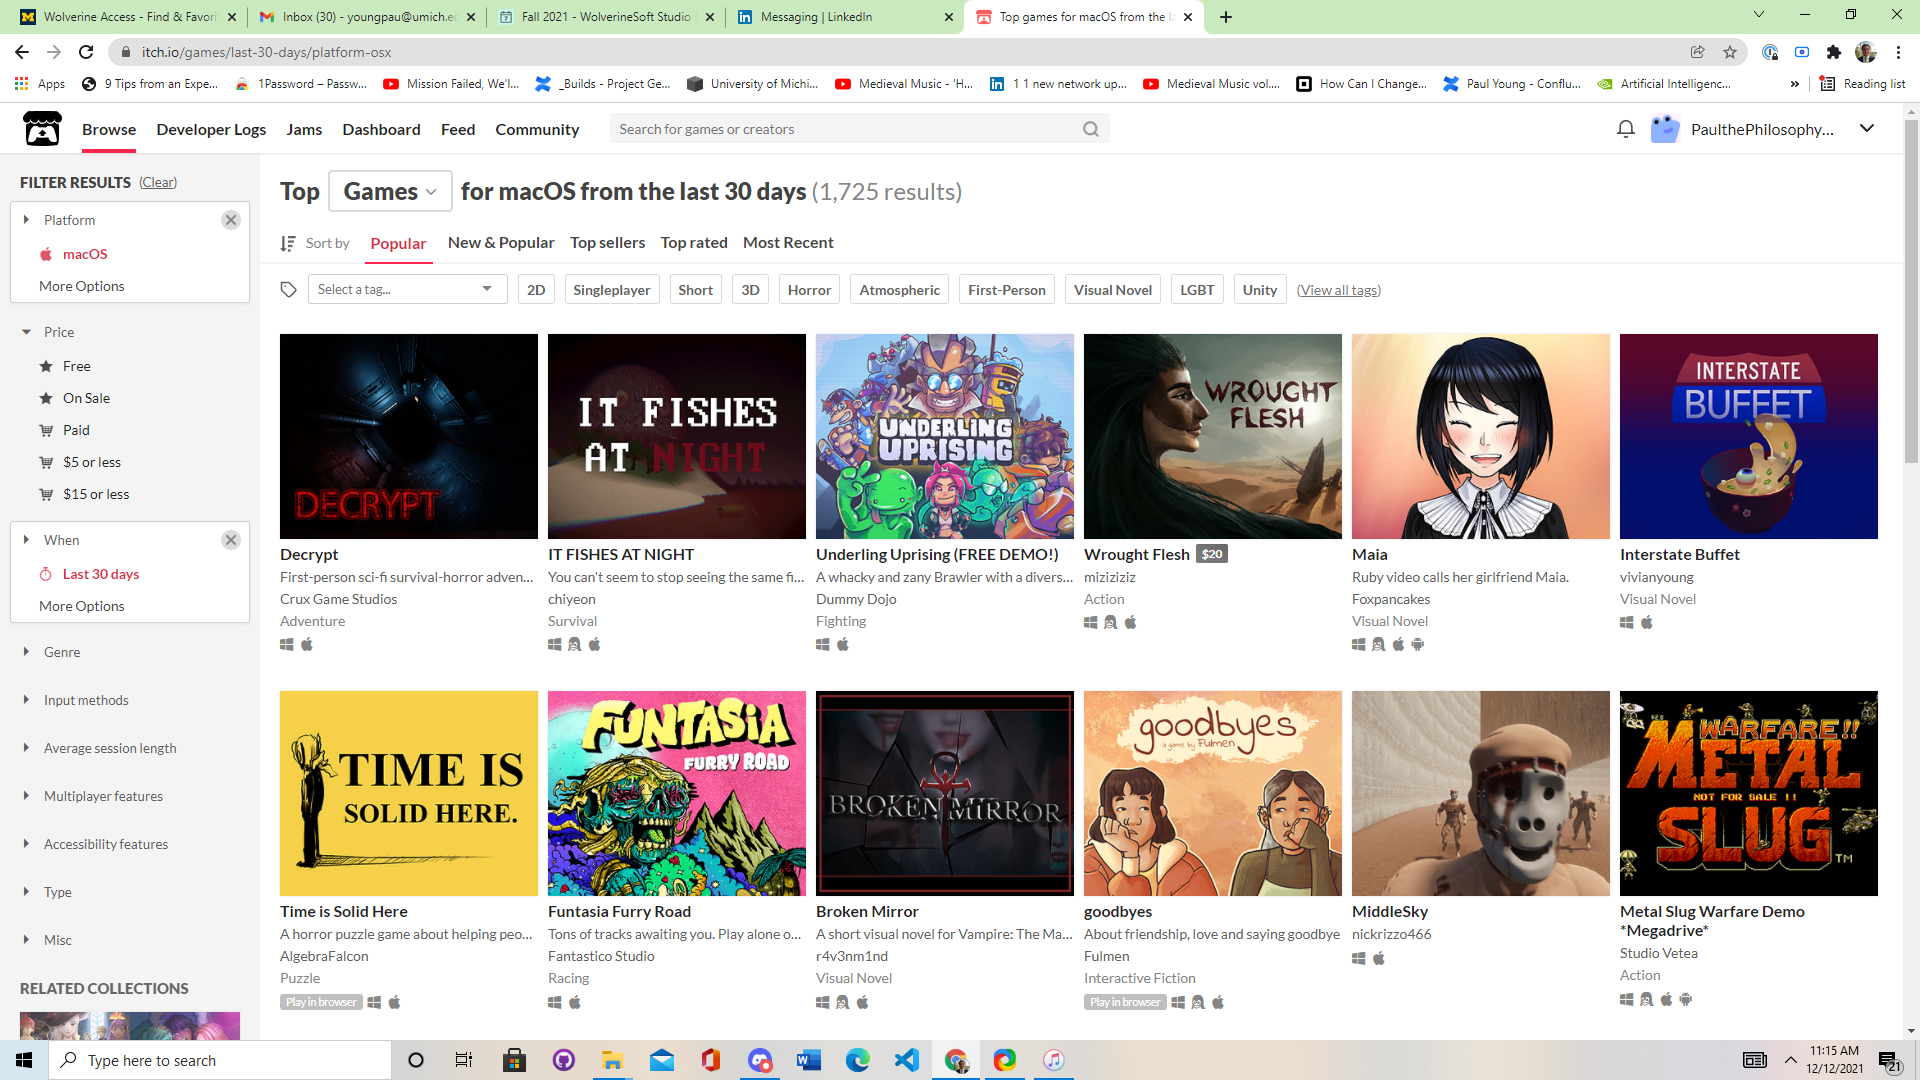 Wolverine Access - Find & Favori
Inbox (30) - youngpau@umich.ec
Fall 2021 - WolverineSoft Studio
Messaging | LinkedIn
Top games for macOS from the la
itch.io/games/last-30-days/platform-osx
Apps
9 Tips from an Expe...
1Password – Passw...
Mission Failed, We'l...
_Builds - Project Ge...
University of Michi...
Medieval Music - 'H...
1 1 new network up...
Medieval Music vol....
How Can I Change...
Paul Young - Conflu...
Artificial Intelligenc...
»
Reading list
Browse
Developer Logs
Jams
Dashboard
Feed
Community
Search for games or creators
PaulthePhilosophy...
FILTER RESULTS (Clear)
Platform
macOS
More Options
Price
Free
On Sale
Paid
$5 or less
$15 or less
When
Last 30 days
More Options
Genre
Input methods
Average session length
Multiplayer features
Accessibility features
Type
Misc
RELATED COLLECTIONS
Top Games for macOS from the last 30 days (1,725 results)
Sort by
Popular
New & Popular
Top sellers
Top rated
Most Recent
Select a tag...
2D
Singleplayer
Short
3D
Horror
Atmospheric
First-Person
Visual Novel
LGBT
Unity
(View all tags)
DECRYPT
Decrypt
First-person sci-fi survival-horror adven...
Crux Game Studios
Adventure
IT FISHES
AT NIGHT
IT FISHES AT NIGHT
You can't seem to stop seeing the same fi...
chiyeon
Survival
UNDERLING
UPRISING
Underling Uprising (FREE DEMO!)
A whacky and zany Brawler with a divers...
Dummy Dojo
Fighting
WROUGHT
FLESH
Wrought Flesh $20
miziziziz
Action
Maia
Ruby video calls her girlfriend Maia.
Foxpancakes
Visual Novel
INTERSTATE
BUFFET
Interstate Buffet
vivianyoung
Visual Novel
TIME IS
SOLID HERE.
Time is Solid Here
A horror puzzle game about helping peo...
AlgebraFalcon
Puzzle
Play in browser
FUNTASIA
FURRY ROAD
Funtasia Furry Road
Tons of tracks awaiting you. Play alone o...
Fantastico Studio
Racing
BROKEN MIRROR
Broken Mirror
A short visual novel for Vampire: The Ma...
r4v3nm1nd
Visual Novel
goodbyes
a game by Fulmen
goodbyes
About friendship, love and saying goodbye
Fulmen
Interactive Fiction
Play in browser
MiddleSky
nickrizzo466
WARFARE!!
METAL
NOT FOR SALE !!
SLUG
TM
Metal Slug Warfare Demo
*Megadrive*
Studio Vetea
Action
Type here to search
11:15 AM
12/12/2021
21